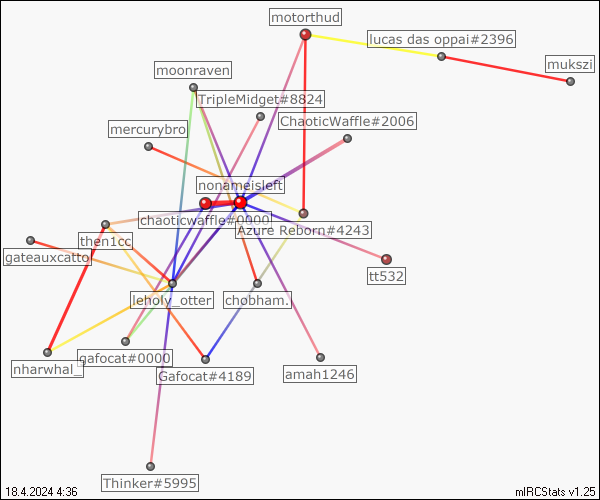 motorthud
lucas das oppai#2396
moonraven
mukszi
TripleMidget#8824
mercurybro
ChaoticWaffle#2006
nonameisleft
chaoticwaffle#0000
Azure Reborn#4243
then1cc
gateauxcatto
tt532
leholy_otter
chobham.
gafocat#0000
nharwhal_
Gafocat#4189
amah1246
Thinker#5995
18.4.2024 4:36
mIRCStats v1.25